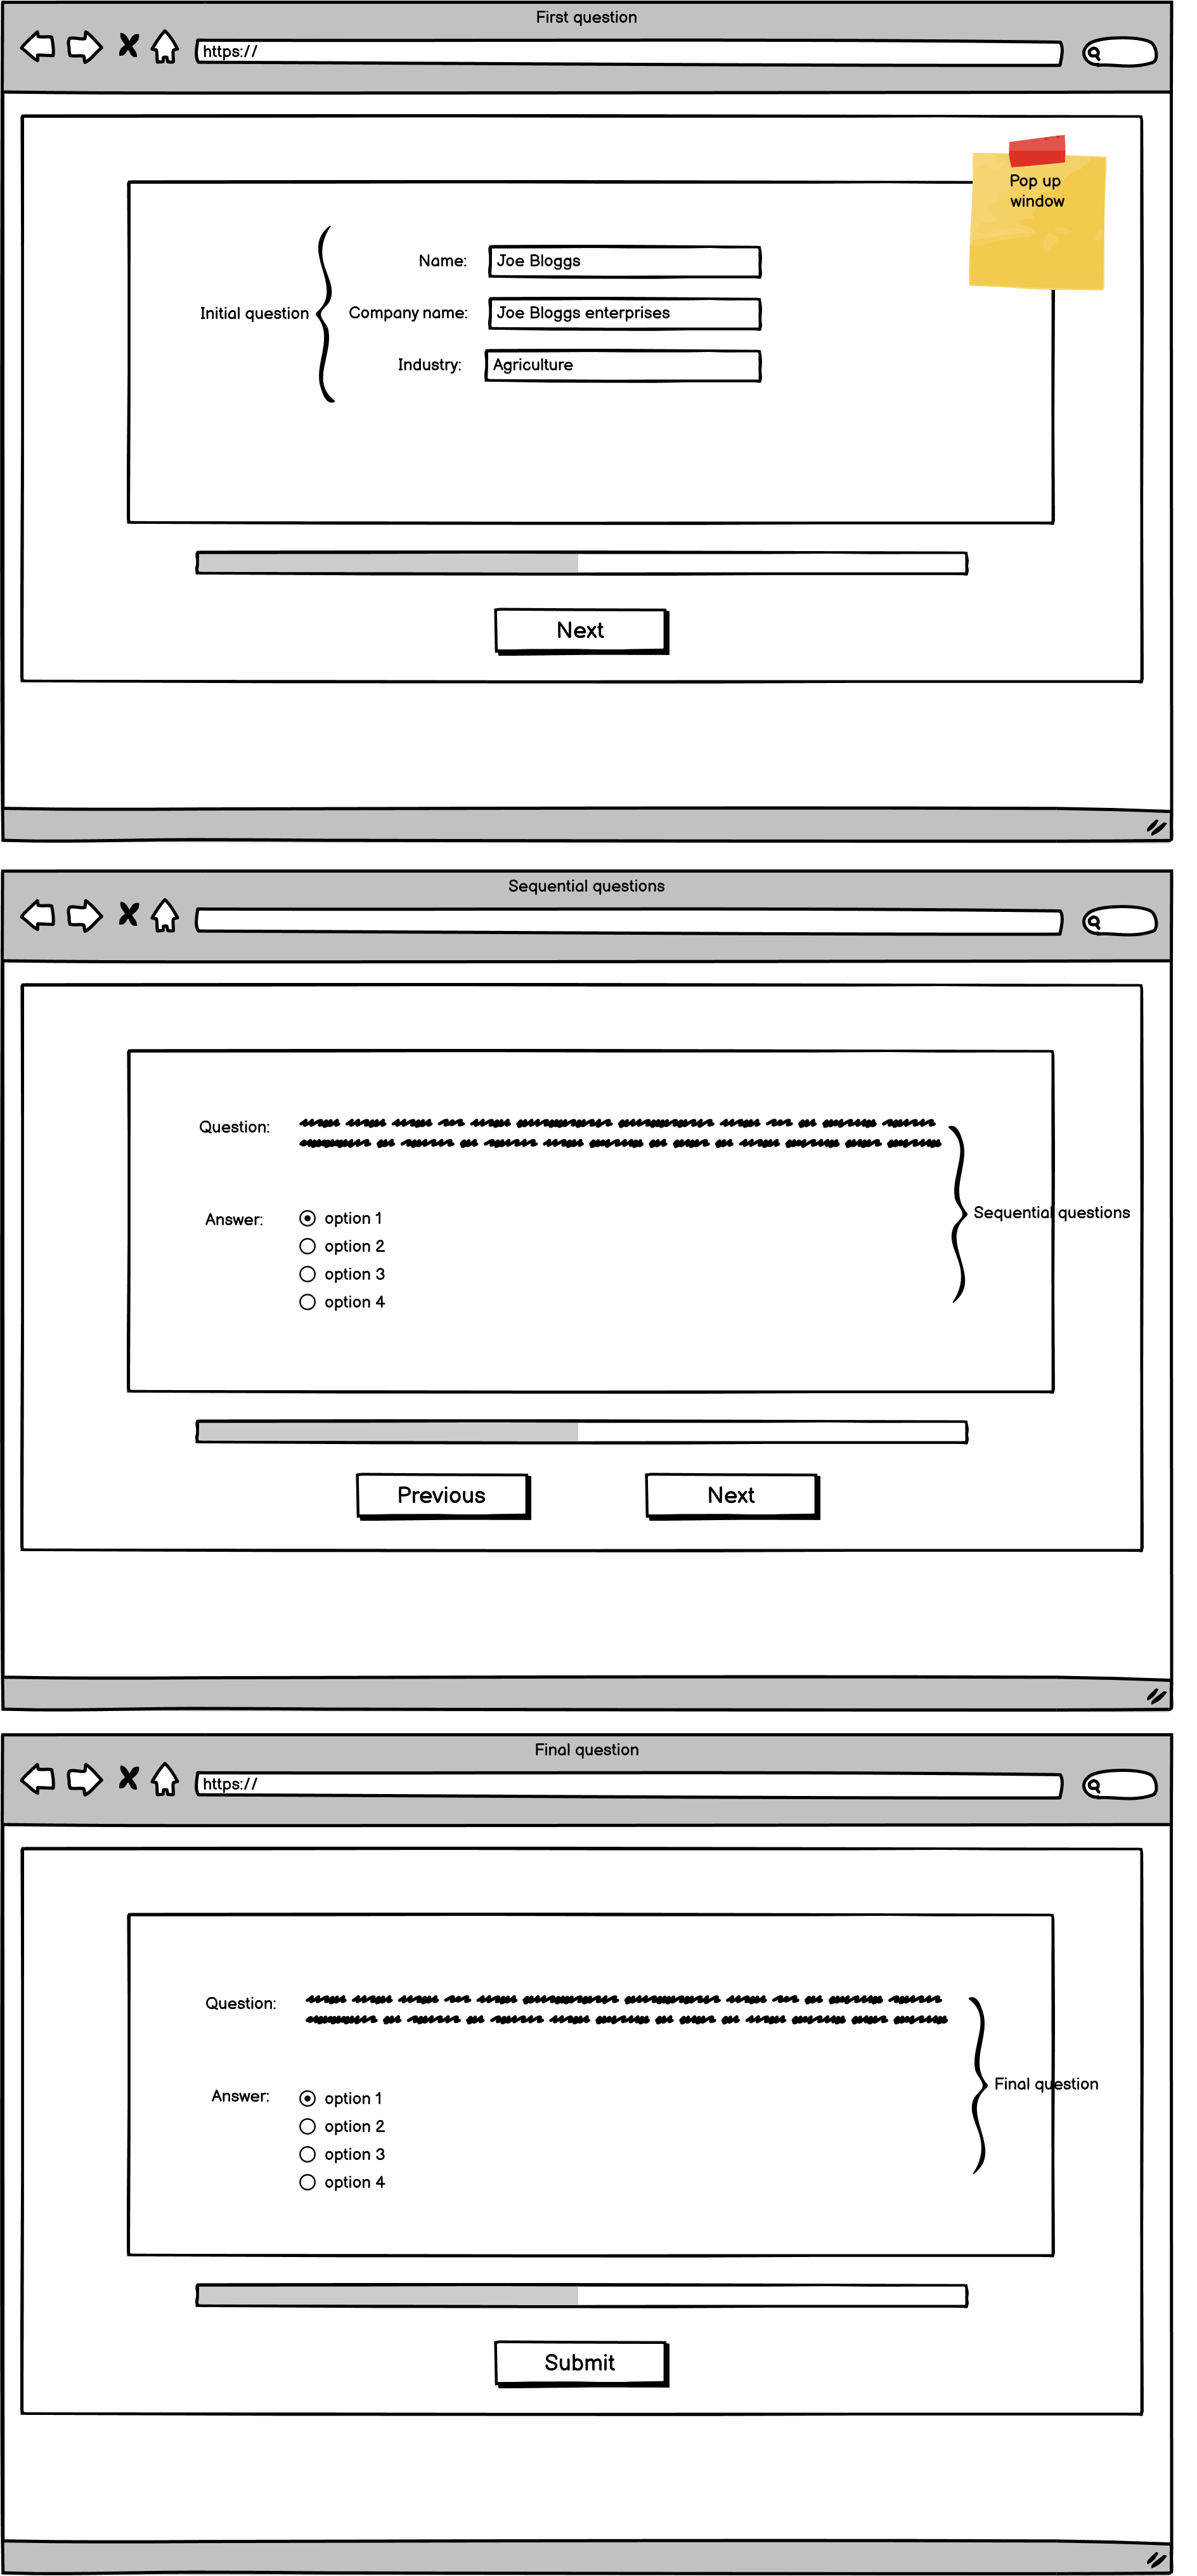 First question
https://
Pop up
window
Name:
Joe Bloggs
Initial question
Company name:
Joe Bloggs enterprises
Industry:
Agriculture
Next
Sequential questions
Question:
Answer:
option 1
option 2
option 3
option 4
Sequential questions
Previous
Next
Final question
https://
Question:
Answer:
option 1
option 2
option 3
option 4
Final question
Submit